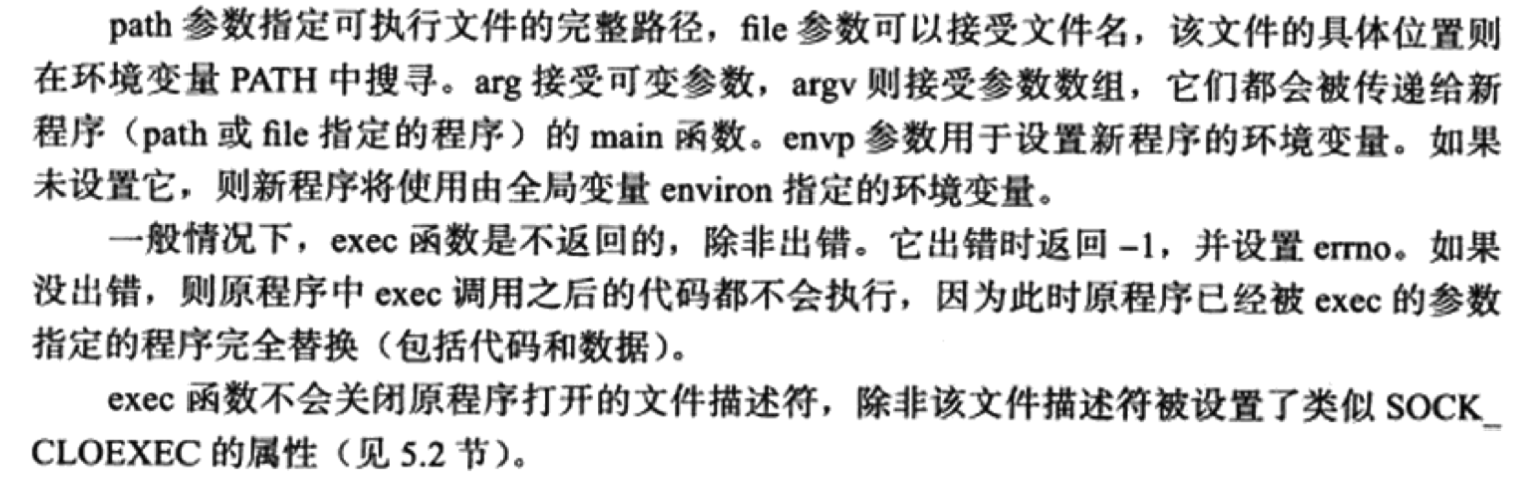 path 参数指定可执行文件的完整路径，file 参数可以接受文件名，该文件的具体位置则
在环境变量 PATH 中搜寻。arg 接受可变参数，argv 则接受参数数组，它们都会被传递给新
程序（path 或 file 指定的程序）的 main 函数。envp 参数用于设置新程序的环境变量。如果
未设置它，则新程序将使用由全局变量 environ 指定的环境变量。
一般情况下，exec 函数是不返回的，除非出错。它出错时返回 –1，并设置 errno。如果
没出错，则原程序中 exec 调用之后的代码都不会执行，因为此时原程序已经被 exec 的参数
指定的程序完全替换（包括代码和数据）。
exec 函数不会关闭原程序打开的文件描述符，除非该文件描述符被设置了类似 SOCK_
CLOEXEC 的属性（见 5.2 节）。